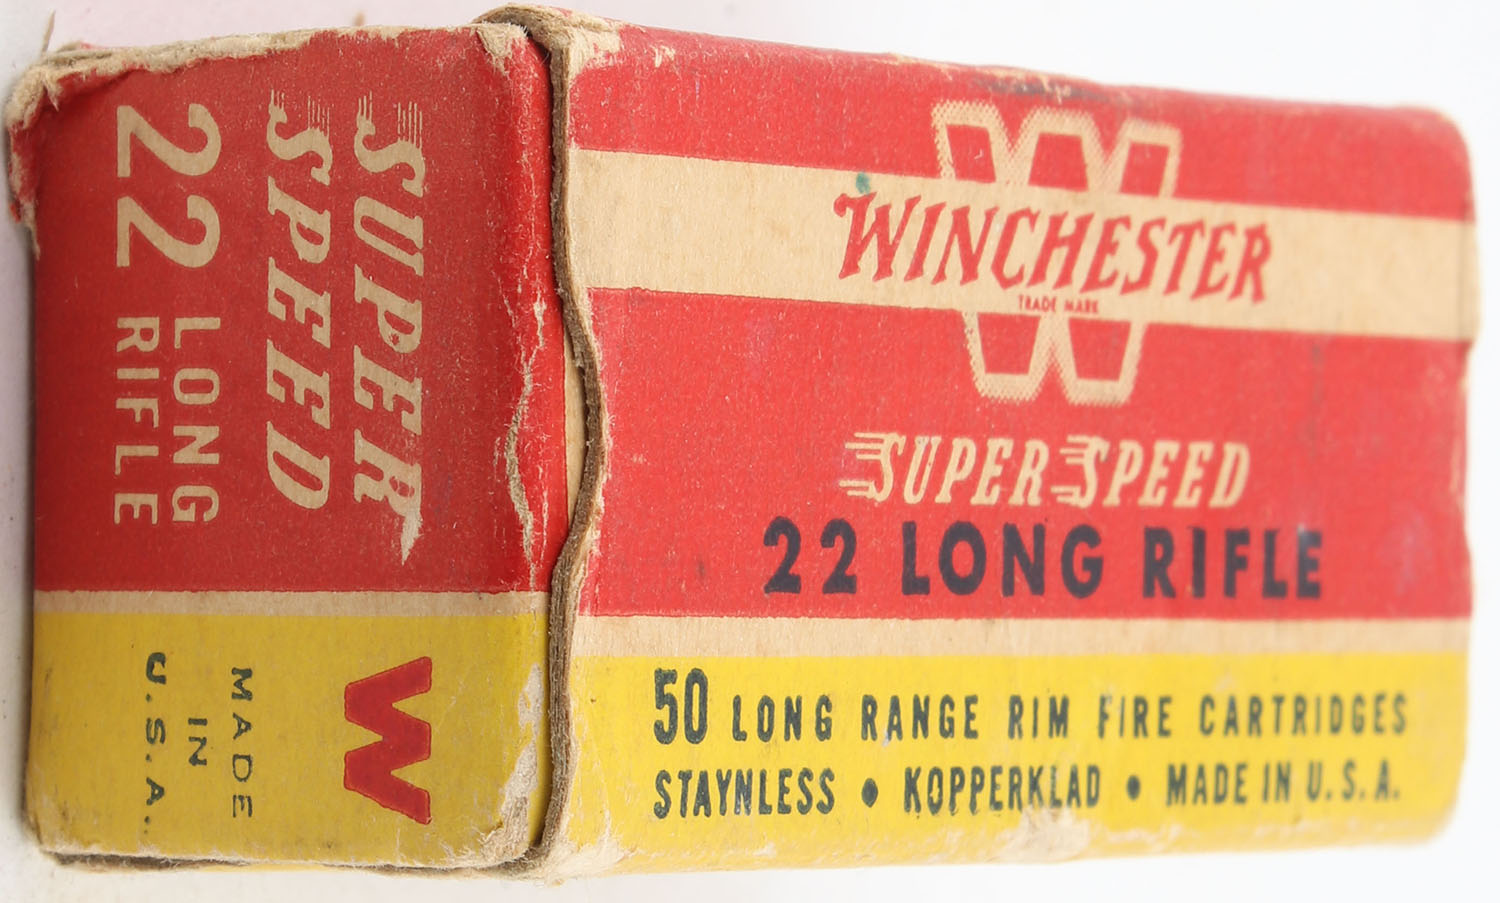 SUPER
SPEED
22 LONG
RIFLE
W
MADE
IN
U.S.A.
W
WINCHESTER
TRADE MARK
SUPER SPEED
22 LONG RIFLE
50 LONG RANGE RIM FIRE CARTRIDGES
STAYNLESS • KOPPERKLAD • MADE IN U.S.A.